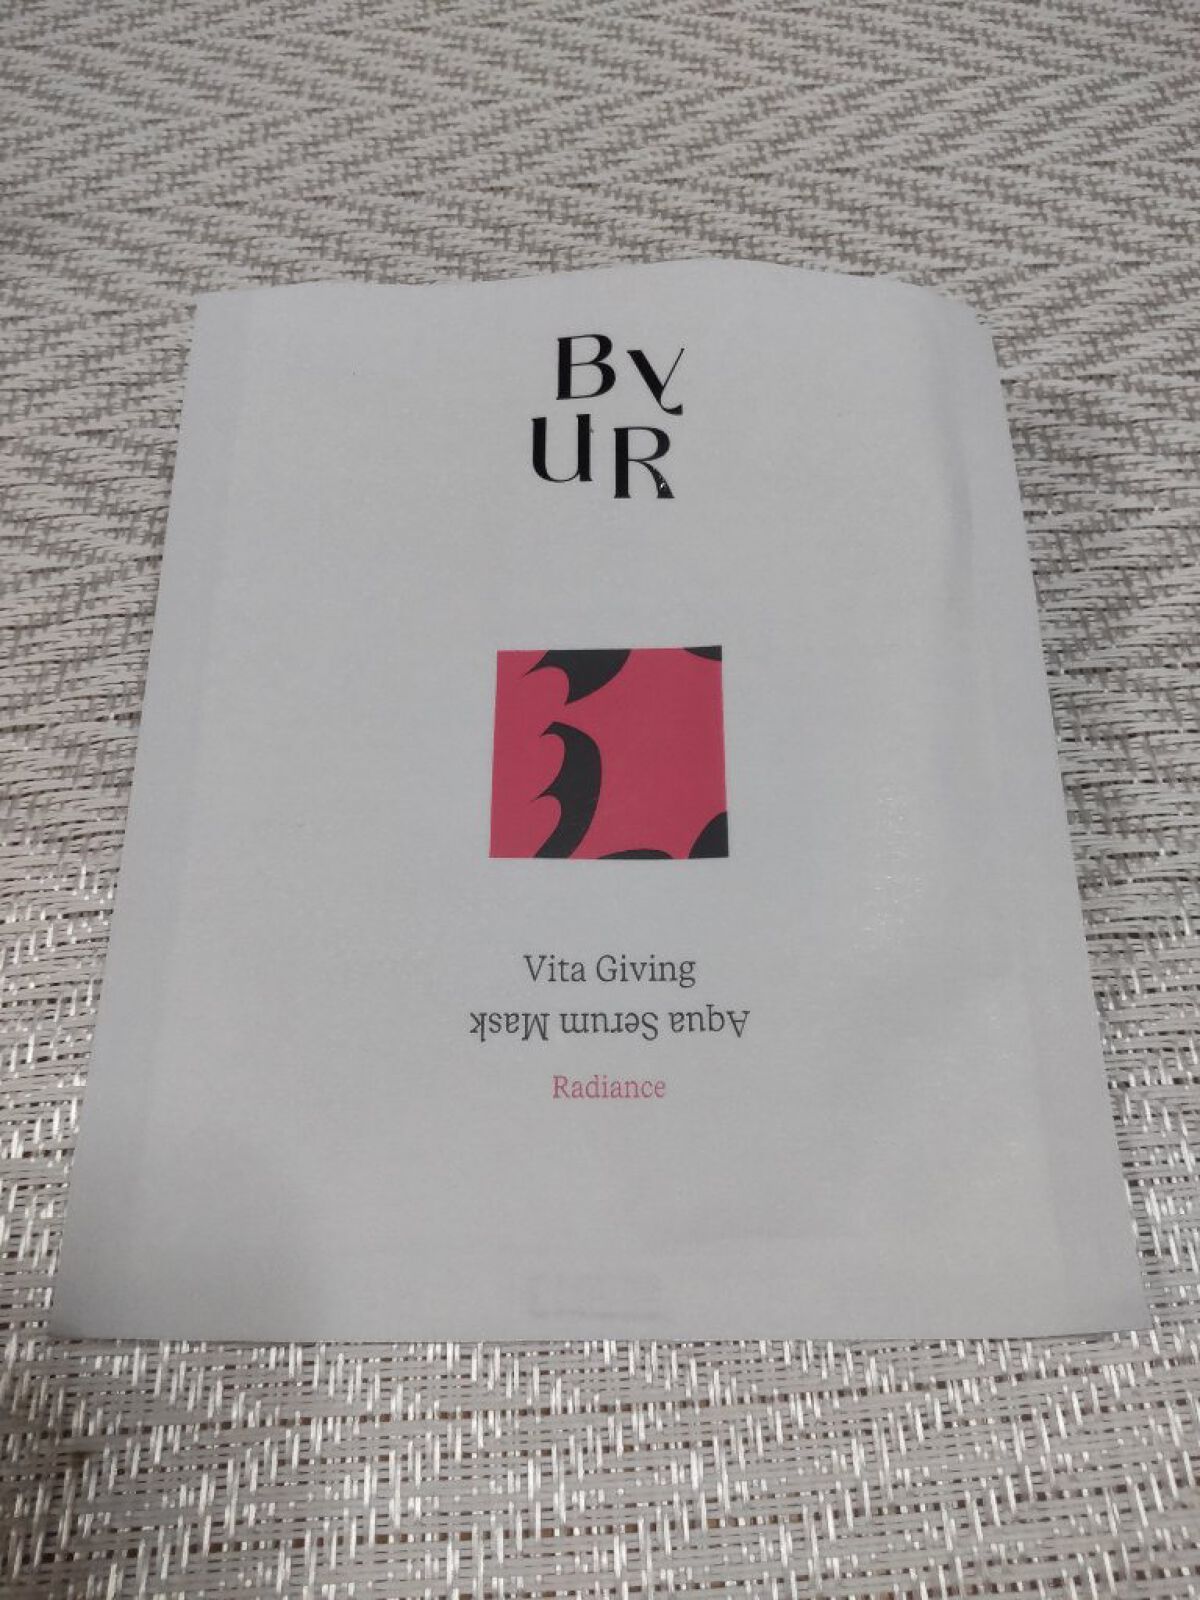 By
UR
Vita Giving
Aqua Serum Mask
Radiance